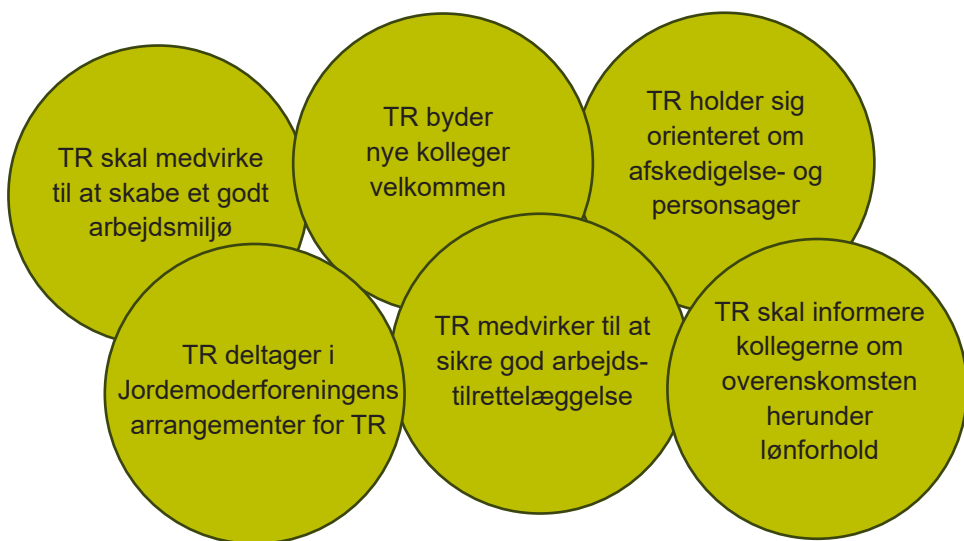 TR skal medvirke
til at skabe et godt
arbejdsmiljø
TR byder
nye kolleger
velkommen
TR holder sig
orienteret om
afskedigelse- og
personsager
TR deltager i
Jordemoderforeningens
arrangementer for TR
TR medvirker til at
sikre god arbejds-
tilrettelæggelse
TR skal informere
kollegerne om
overenskomsten
herunder
lønforhold